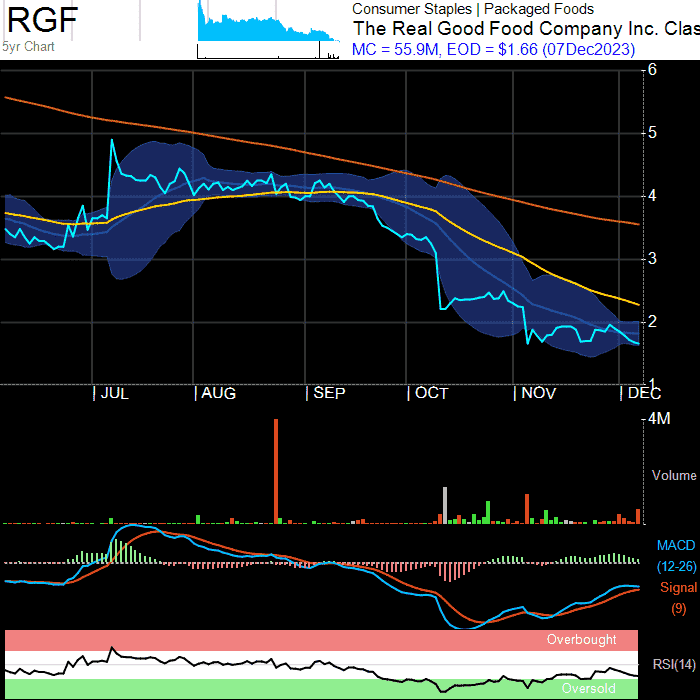 RGF
5yr Chart
Consumer Staples | Packaged Foods
The Real Good Food Company Inc. Clas
MC = 55.9M, EOD = $1.66 (07Dec2023)
6
5
4
3
2
1
JUL
AUG
SEP
OCT
NOV
DEC
4M
Volume
MACD
(12-26)
Signal
(9)
Overbought
RSI(14)
Oversold